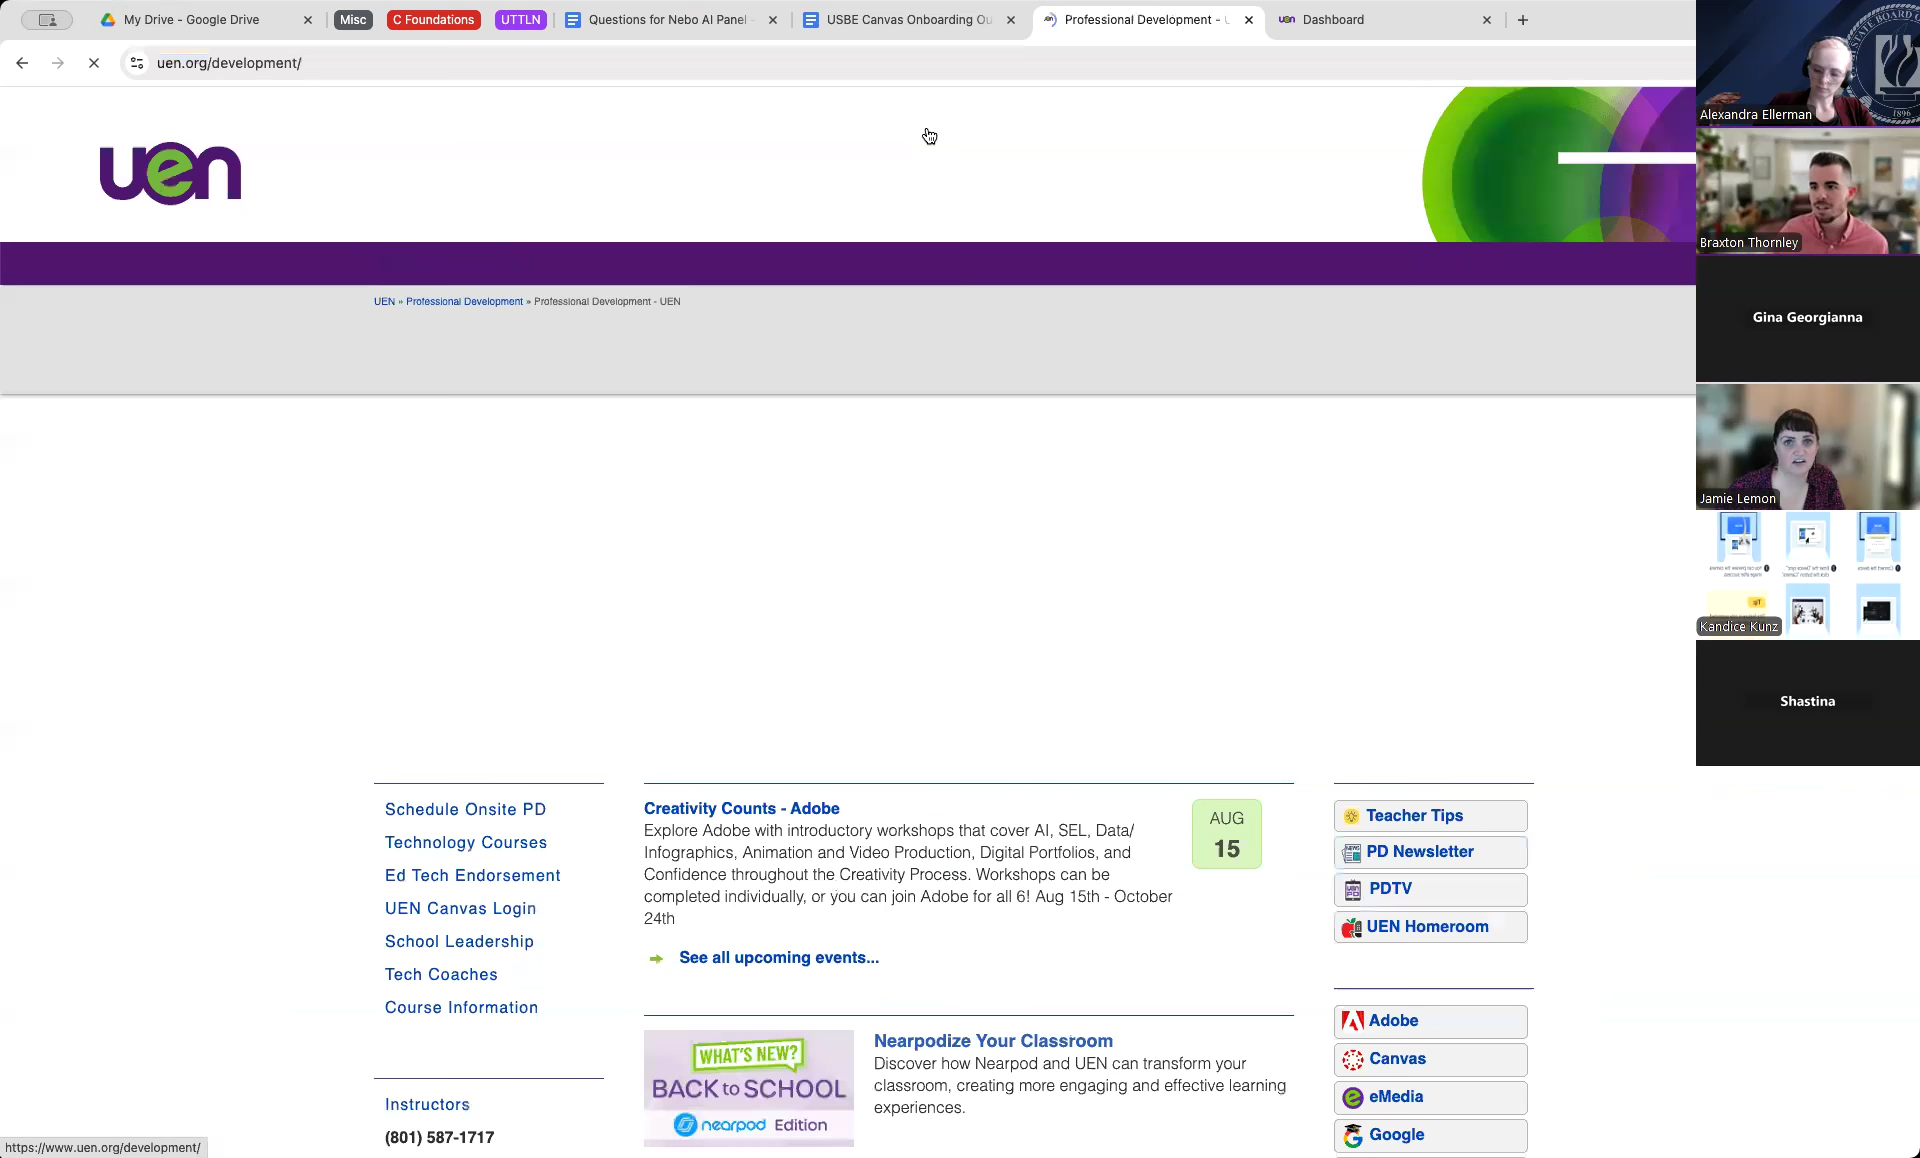 My Drive - Google Drive
Misc
C Foundations
UTTLN
Questions for Nebo AI Panel
USBE Canvas Onboarding Ou
Professional Development -
uen Dashboard
uen.org/development/
uen
UEN » Professional Development » Professional Development - UEN
Schedule Onsite PD
Technology Courses
Ed Tech Endorsement
UEN Canvas Login
School Leadership
Tech Coaches
Course Information
Instructors
(801) 587-1717
Creativity Counts - Adobe
Explore Adobe with introductory workshops that cover AI, SEL, Data/
Infographics, Animation and Video Production, Digital Portfolios, and
Confidence throughout the Creativity Process. Workshops can be
completed individually, or you can join Adobe for all 6! Aug 15th - October
24th
AUG
15
See all upcoming events...
WHAT'S NEW?
BACK to SCHOOL
nearpod Edition
Nearpodize Your Classroom
Discover how Nearpod and UEN can transform your
classroom, creating more engaging and effective learning
experiences.
Teacher Tips
PD Newsletter
PDTV
UEN Homeroom
Adobe
Canvas
eMedia
Google
https://www.uen.org/development/
STATE BOARD
1896
Alexandra Ellerman
Braxton Thornley
Gina Georgianna
Jamie Lemon
Kandice Kunz
Shastina